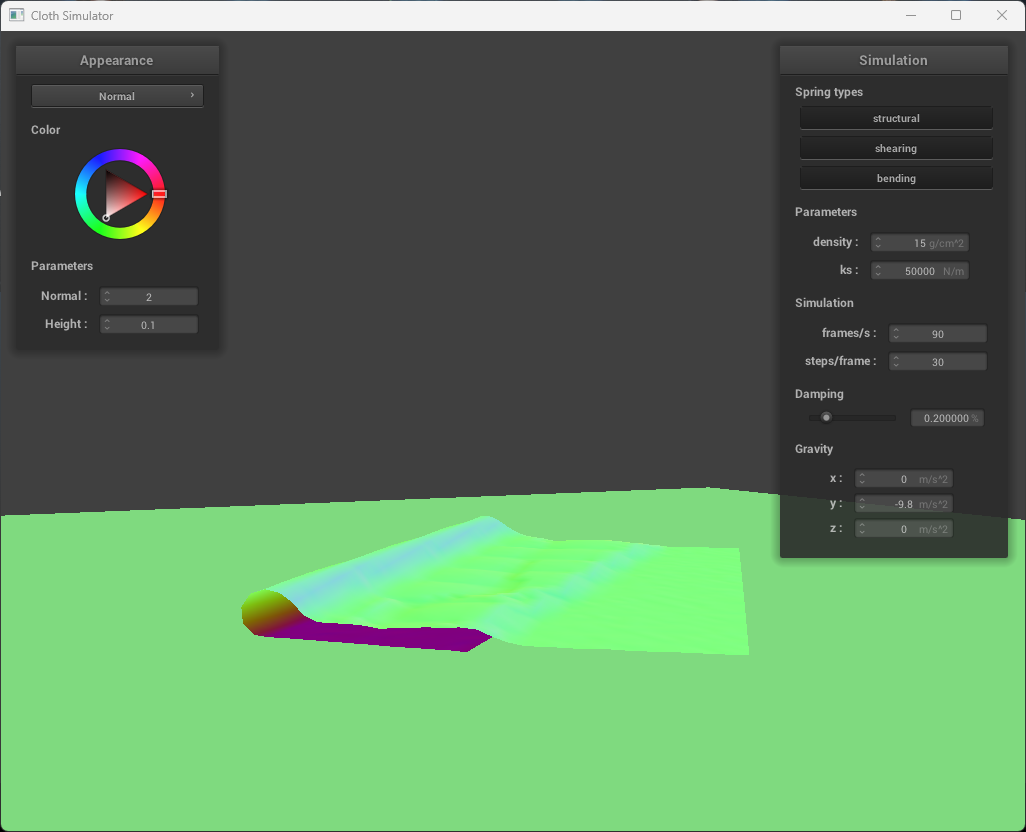 Cloth Simulator
Appearance
Normal
Color
Parameters
Normal : 2
Height : 0.1
Simulation
Spring types
structural
shearing
bending
Parameters
density : 15 g/cm^2
ks : 50000 N/m
Simulation
frames/s : 90
steps/frame : 30
Damping
0.200000 %
Gravity
x : 0 m/s^2
y : -9.8 m/s^2
z : 0 m/s^2